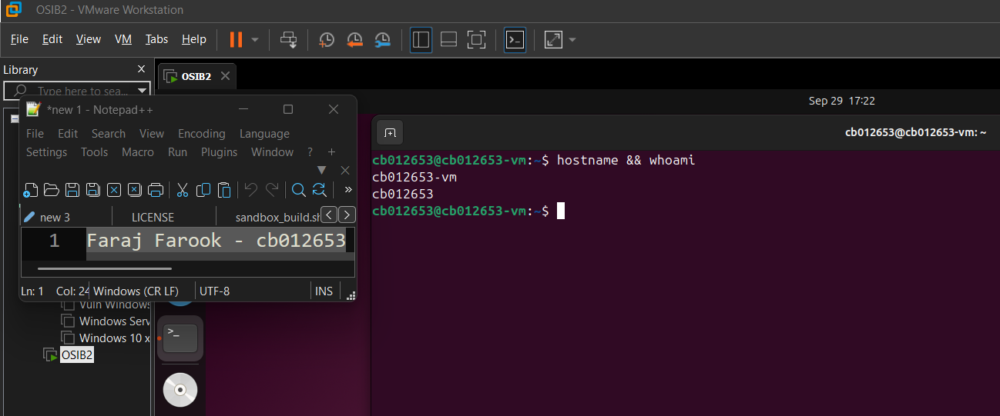 OSIB2 - VMware Workstation
File Edit View VM Tabs Help
Library
Type here to sea...
OSIB2
Sep 29 17:22
*new 1 - Notepad++
File Edit Search View Encoding Language
Settings Tools Macro Run Plugins Window ? +
new 3 LICENSE sandbox_build.sh
1 Faraj Farook - cb012653
Ln: 1 Col: 24 Windows (CR LF) UTF-8 INS
Vuln Windows
Windows Serv
Windows 10 x
OSIB2
cb012653@cb012653-vm: ~
cb012653@cb012653-vm:~$ hostname && whoami
cb012653-vm
cb012653
cb012653@cb012653-vm:~$
>_